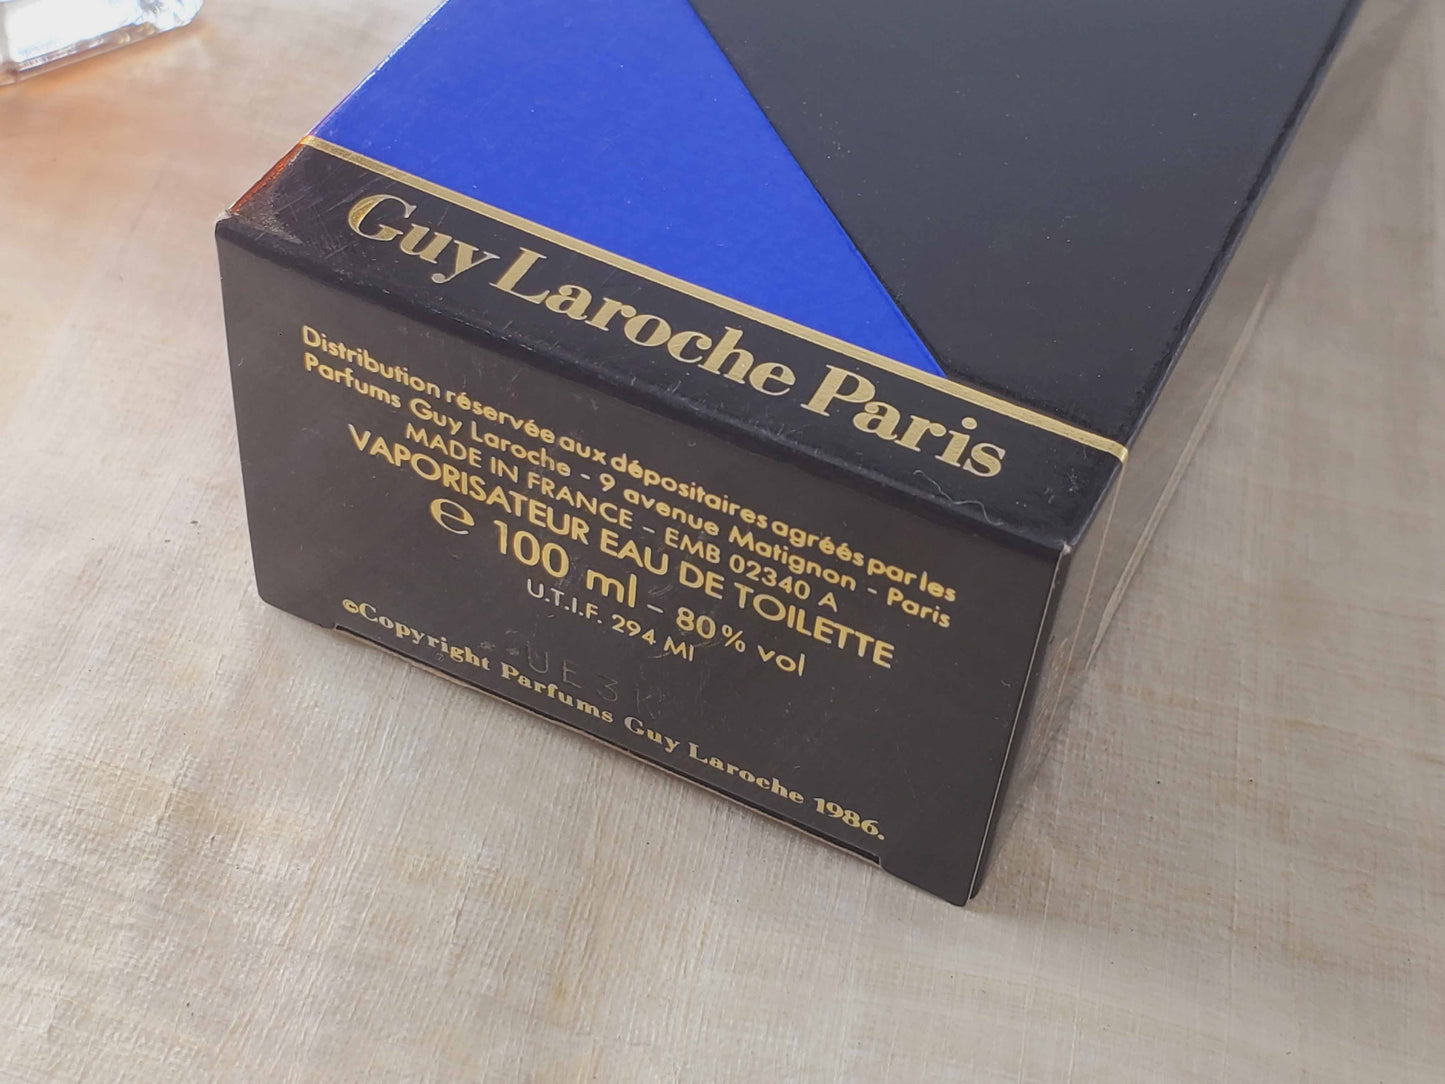 Guy Laroche Paris
Distribution réservée aux dépositaires agréés par les
Parfums Guy Laroche - 9 avenue Matignon - Paris
MADE IN FRANCE - EMB 02340 A
VAPORISATEUR EAU DE TOILETTE
℮ 100 ml - 80% vol
U.T.I.F. 294 Ml
©Copyright Parfums Guy Laroche 1986.